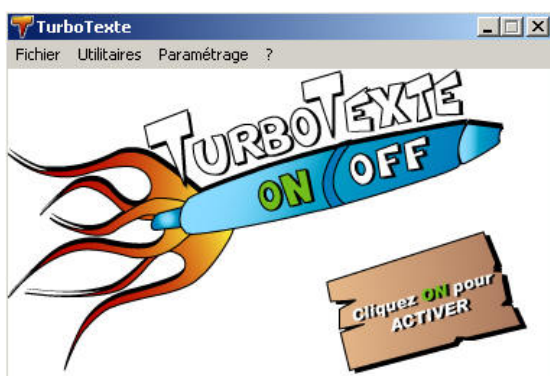 TurboTexte
Fichier Utilitaires Paramétrage ?
TURBOTEXTE
ON OFF
Cliquez ON pour
ACTIVER